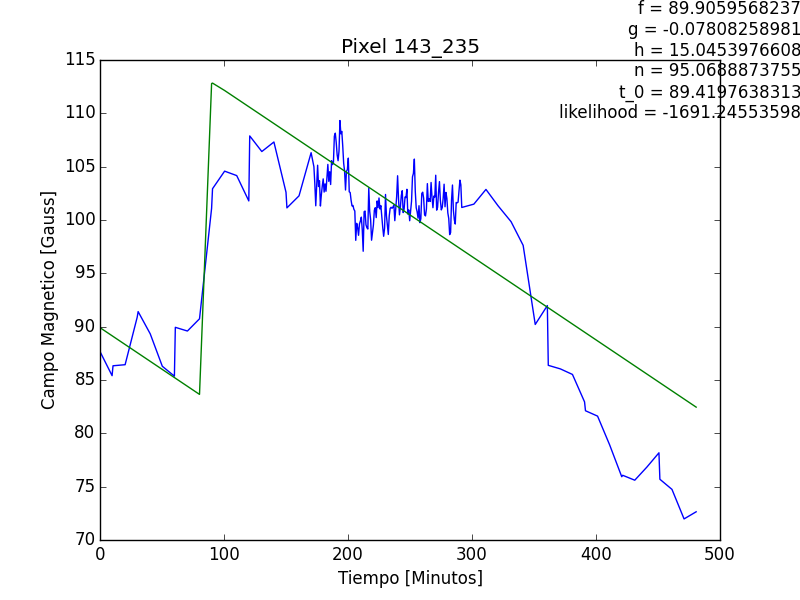 f = 89.9059568237
g = -0.07808258981
h = 15.0453976608
n = 95.0688873755
t_0 = 89.4197638313
likelihood = -1691.24553598
Pixel 143_235
115
110
105
100
95
90
85
80
75
70
Campo Magnetico [Gauss]
0 100 200 300 400 500
Tiempo [Minutos]